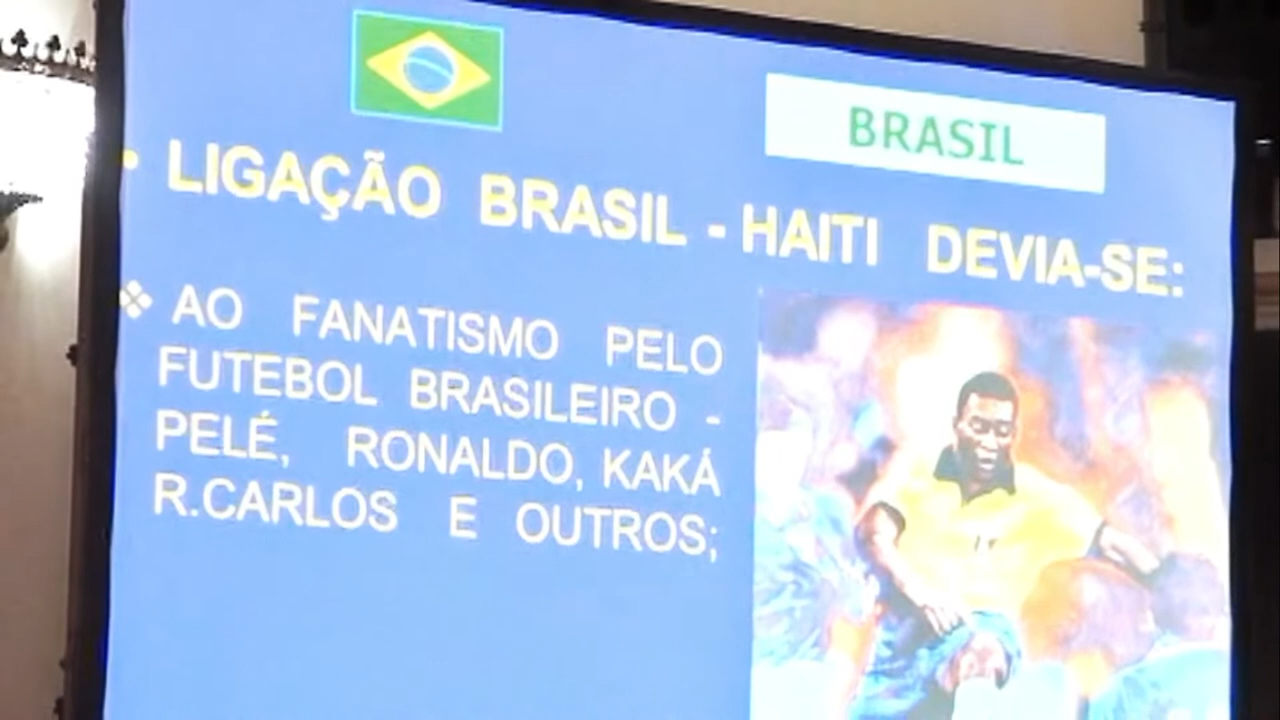 BRASIL
• LIGAÇÃO BRASIL - HAITI DEVIA-SE:
❖ AO FANATISMO PELO
FUTEBOL BRASILEIRO -
PELÉ, RONALDO, KAKÁ
R.CARLOS E OUTROS;